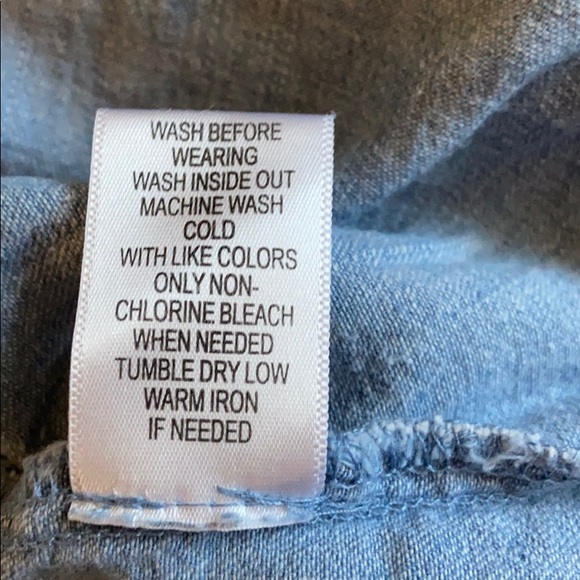 WASH BEFORE
WEARING
WASH INSIDE OUT
MACHINE WASH
COLD
WITH LIKE COLORS
ONLY NON-
CHLORINE BLEACH
WHEN NEEDED
TUMBLE DRY LOW
WARM IRON
IF NEEDED